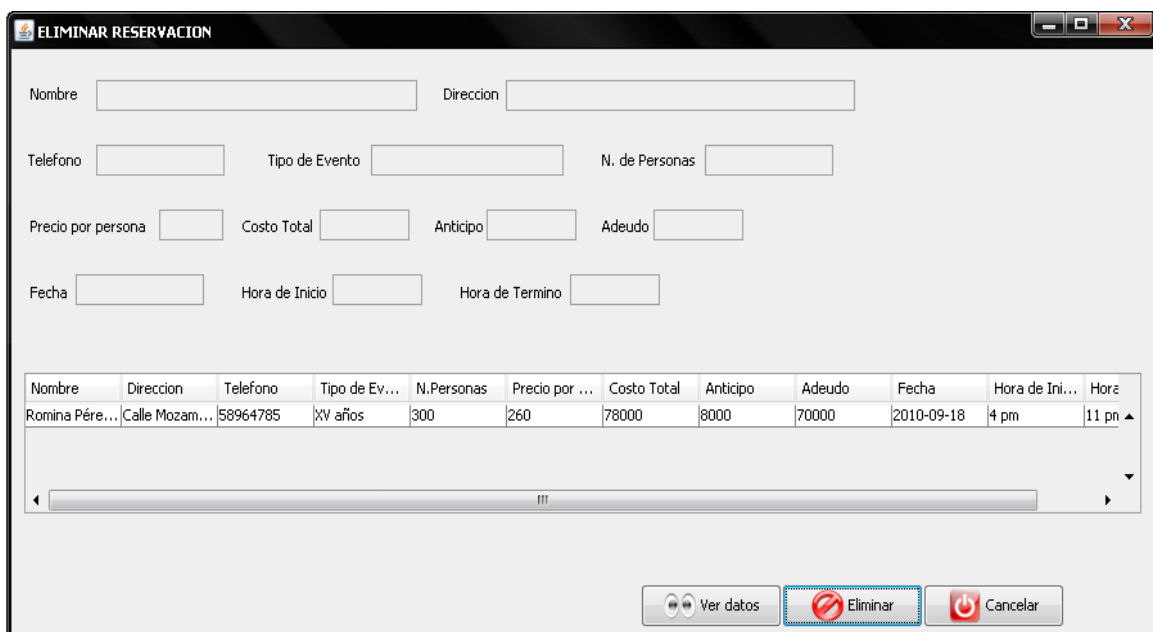 ELIMINAR RESERVACION
Nombre Direccion
Telefono Tipo de Evento N. de Personas
Precio por persona Costo Total Anticipo Adeudo
Fecha Hora de Inicio Hora de Termino
Nombre Direccion Telefono Tipo de Ev... N.Personas Precio por ... Costo Total Anticipo Adeudo Fecha Hora de Ini... Hora
Romina Pére... Calle Mozam... 58964785 XV años 300 260 78000 8000 70000 2010-09-18 4 pm 11 pm
Ver datos Eliminar Cancelar